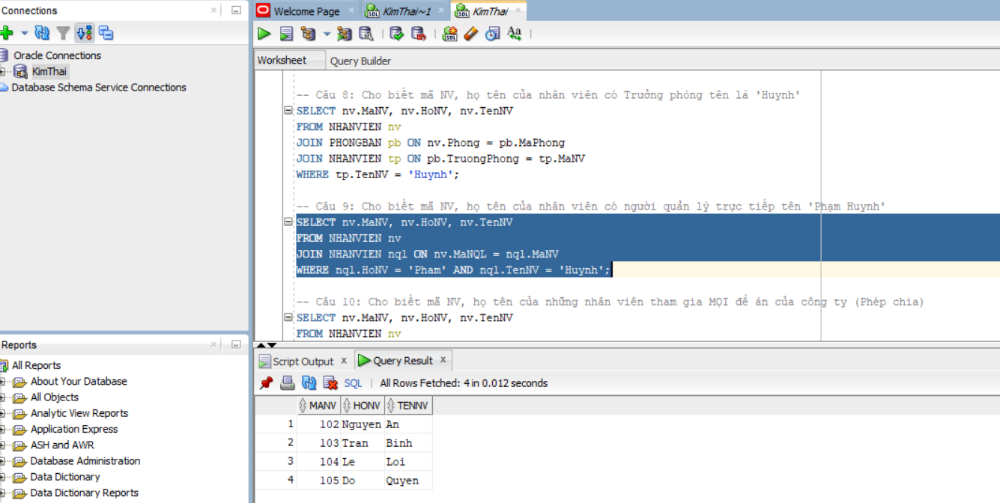 Connections
Oracle Connections
KimThai
Database Schema Service Connections
Reports
All Reports
About Your Database
All Objects
Analytic View Reports
Application Express
ASH and AWR
Database Administration
Data Dictionary
Data Dictionary Reports
Welcome Page
KimThai~1
KimThai
Worksheet
Query Builder
-- Câu 8: Cho biết mã NV, họ tên của nhân viên có Trưởng phòng tên là 'Huynh'
SELECT nv.MaNV, nv.HoNV, nv.TenNV
FROM NHANVIEN nv
JOIN PHONGBAN pb ON nv.Phong = pb.MaPhong
JOIN NHANVIEN tp ON pb.TruongPhong = tp.MaNV
WHERE tp.TenNV = 'Huynh';
-- Câu 9: Cho biết mã NV, họ tên của nhân viên có người quản lý trực tiếp tên 'Phạm Huynh'
SELECT nv.MaNV, nv.HoNV, nv.TenNV
FROM NHANVIEN nv
JOIN NHANVIEN nql ON nv.MaNQL = nql.MaNV
WHERE nql.HoNV = 'Pham' AND nql.TenNV = 'Huynh';
-- Câu 10: Cho biết mã NV, họ tên của những nhân viên tham gia MỌI đề án của công ty (Phép chia)
SELECT nv.MaNV, nv.HoNV, nv.TenNV
FROM NHANVIEN nv
Script Output
Query Result
SQL | All Rows Fetched: 4 in 0.012 seconds
MANV HONV TENNV
1 102 Nguyen An
2 103 Tran Binh
3 104 Le Loi
4 105 Do Quyen